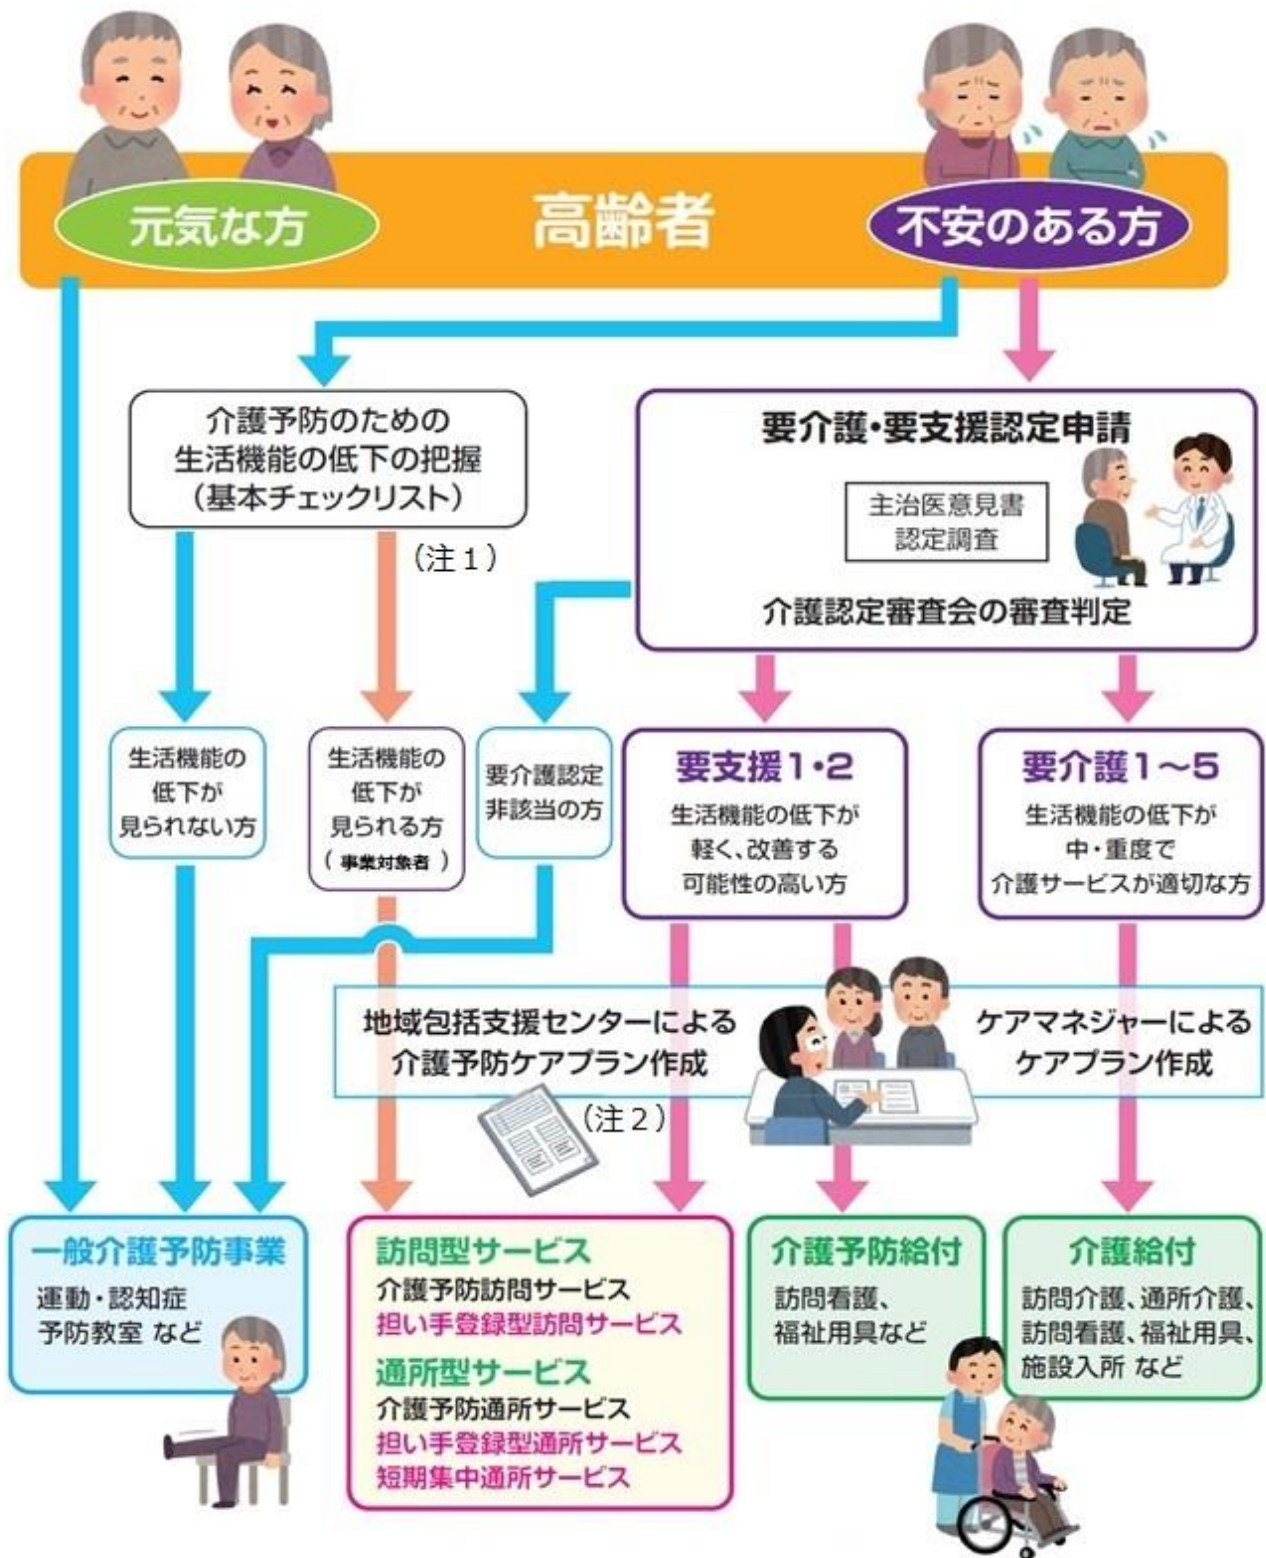 元気な方
高齢者
不安のある方
介護予防のための
生活機能の低下の把握
(基本チェックリスト)
(注1)
要介護・要支援認定申請
主治医意見書
認定調査
介護認定審査会の審査判定
生活機能の
低下が
見られない方
生活機能の
低下が
見られる方
( 事業対象者 )
要介護認定
非該当の方
要支援1・2
生活機能の低下が
軽く、改善する
可能性の高い方
要介護1～5
生活機能の低下が
中・重度で
介護サービスが適切な方
地域包括支援センターによる
介護予防ケアプラン作成
(注2)
ケアマネジャーによる
ケアプラン作成
一般介護予防事業
運動・認知症
予防教室 など
訪問型サービス
介護予防訪問サービス
担い手登録型訪問サービス
通所型サービス
介護予防通所サービス
担い手登録型通所サービス
短期集中通所サービス
介護予防給付
訪問看護、
福祉用具など
介護給付
訪問介護、通所介護、
訪問看護、福祉用具、
施設入所 など